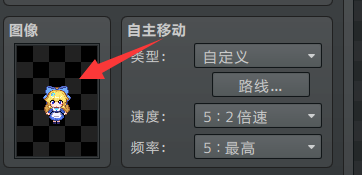 图像
自主移动
类型: 自定义
路线...
速度: 5:2倍速
频率: 5:最高